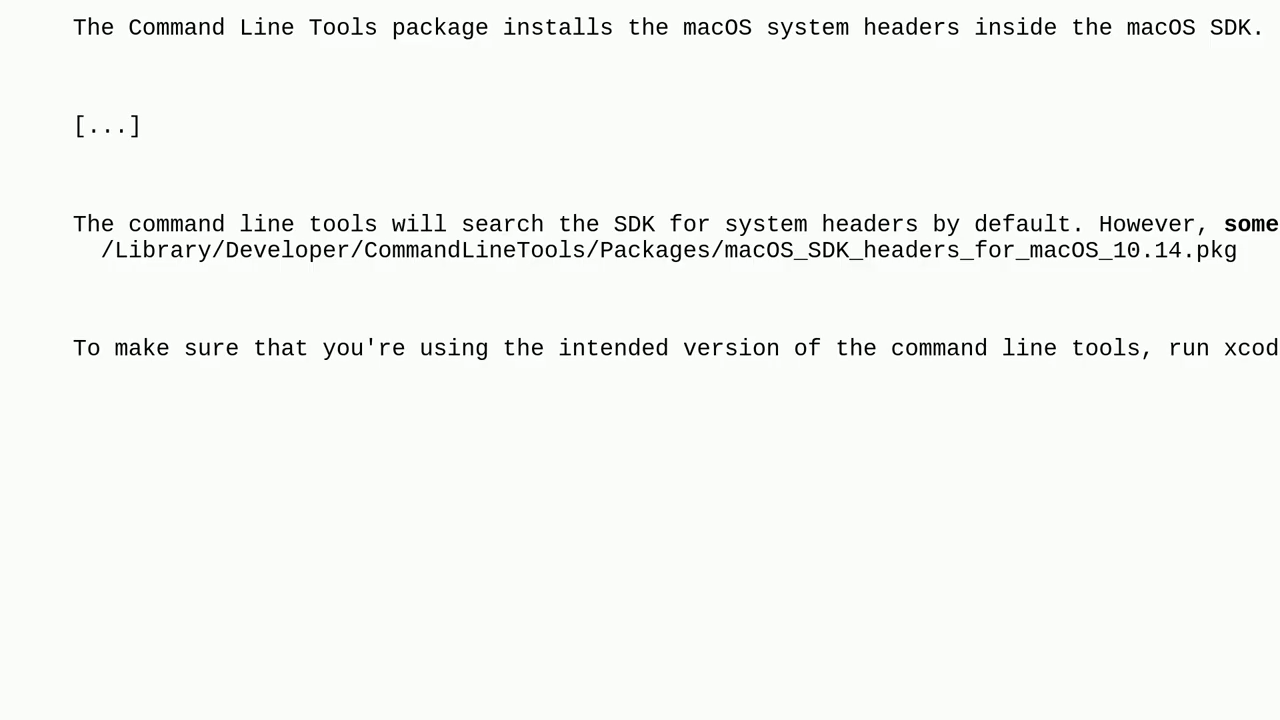 The Command Line Tools package installs the macOS system headers inside the macOS SDK.
[...]
The command line tools will search the SDK for system headers by default. However, some
/Library/Developer/CommandLineTools/Packages/macOS_SDK_headers_for_macOS_10.14.pkg
To make sure that you're using the intended version of the command line tools, run xcod